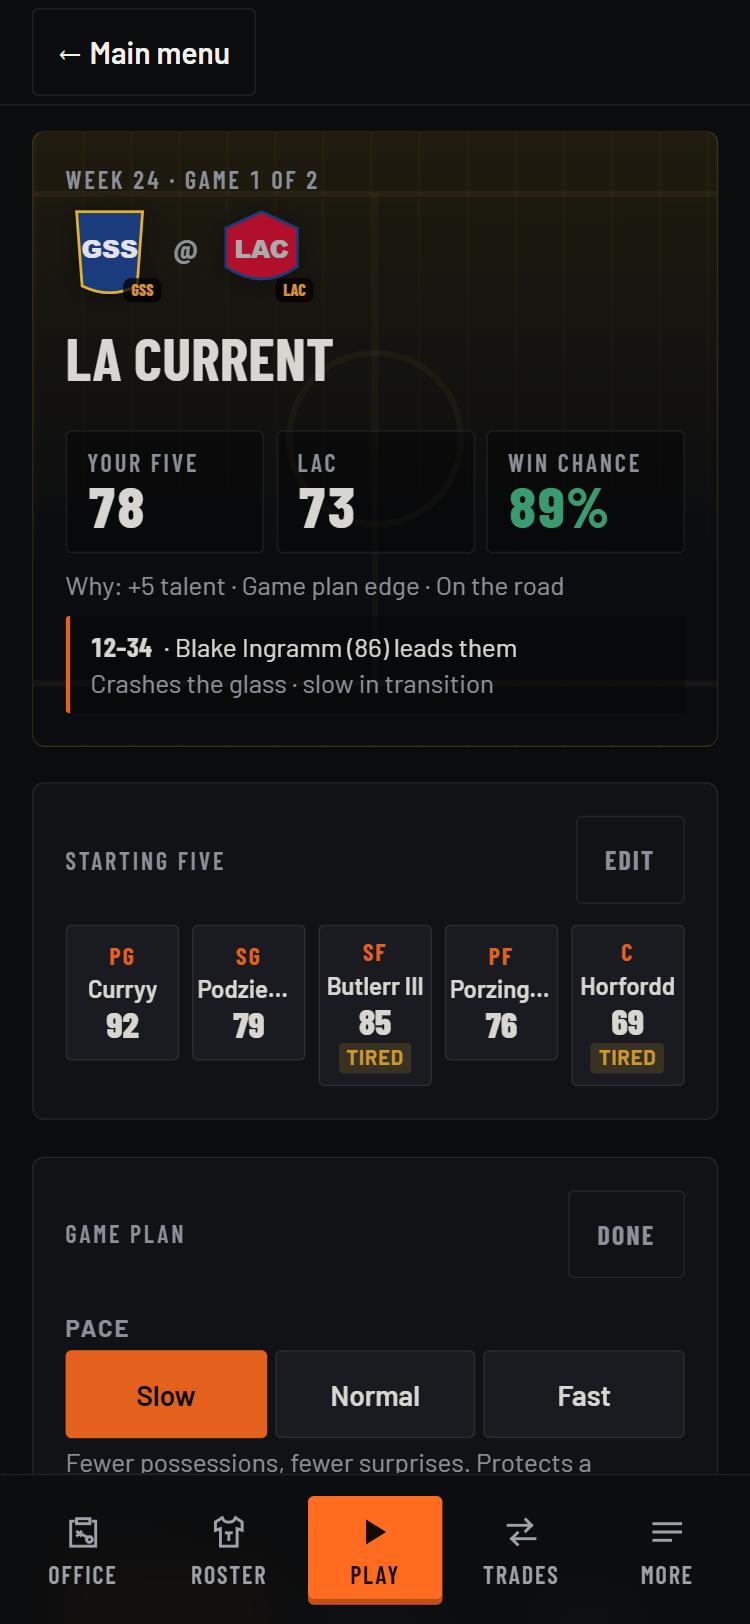 ← Main menu
WEEK 24 · GAME 1 OF 2
GSS @ LAC
GSS LAC
LA CURRENT
YOUR FIVE LAC WIN CHANCE
78 73 89%
Why: +5 talent · Game plan edge · On the road
12-34 · Blake Ingramm (86) leads them
Crashes the glass · slow in transition
STARTING FIVE EDIT
PG SG SF PF C
Curryy Podzie... Butlerr III Porzing... Horfordd
92 79 85 76 69
TIRED TIRED
GAME PLAN DONE
PACE
Slow Normal Fast
Fewer possessions, fewer surprises. Protects a
OFFICE ROSTER PLAY TRADES MORE